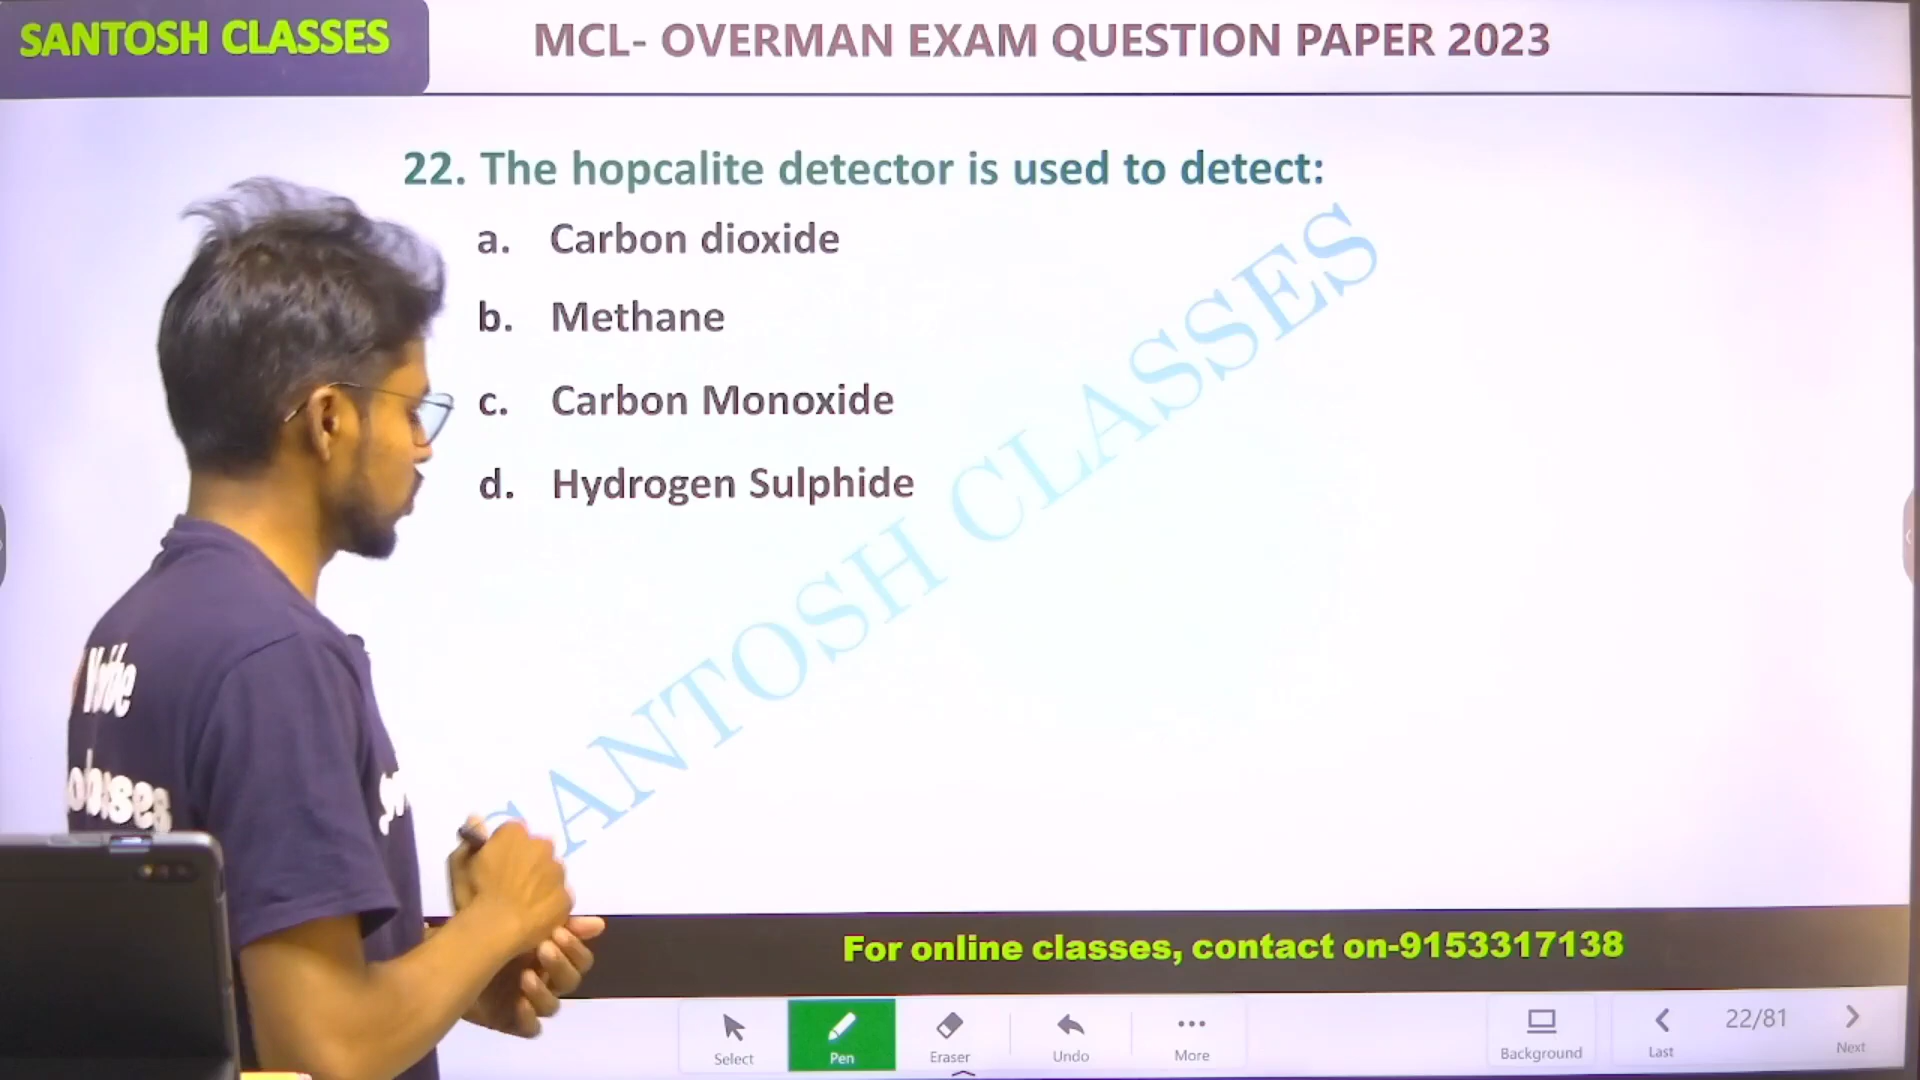 SANTOSH CLASSES
MCL- OVERMAN EXAM QUESTION PAPER 2023
22. The hopcalite detector is used to detect:
a. Carbon dioxide
b. Methane
c. Carbon Monoxide
d. Hydrogen Sulphide
SANTOSH CLASSES
For online classes, contact on-9153317138
Select
Pen
Eraser
Undo
More
Background
Last
22/81
Next